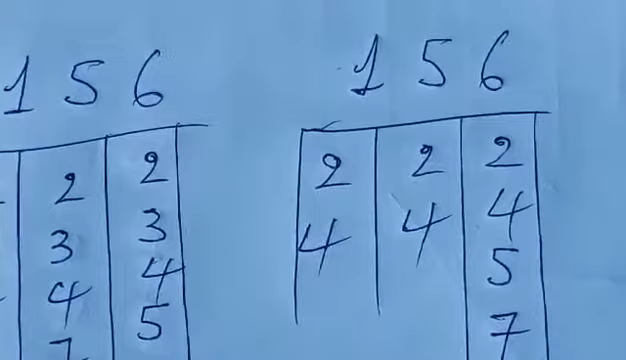 1 5 6 1 5 6
2 2 2 2 2
3 3 4 4 4
4 4 5
5 7